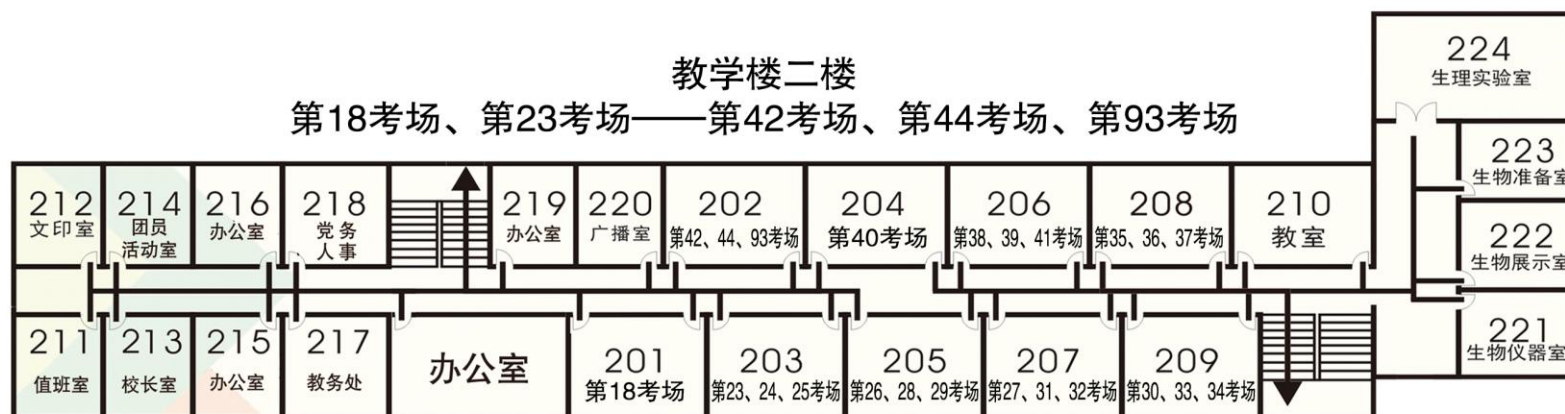 教学楼二楼
第18考场、第23考场——第42考场、第44考场、第93考场
224
生理实验室
223
生物准备室
222
生物展示室
221
生物仪器室
212
文印室
214
团员
活动室
216
办公室
218
党务
人事
219
办公室
220
广播室
202
第42、44、93考场
204
第40考场
206
第38、39、41考场
208
第35、36、37考场
210
教室
211
值班室
213
校长室
215
办公室
217
教务处
办公室
201
第18考场
203
第23、24、25考场
205
第26、28、29考场
207
第27、31、32考场
209
第30、33、34考场